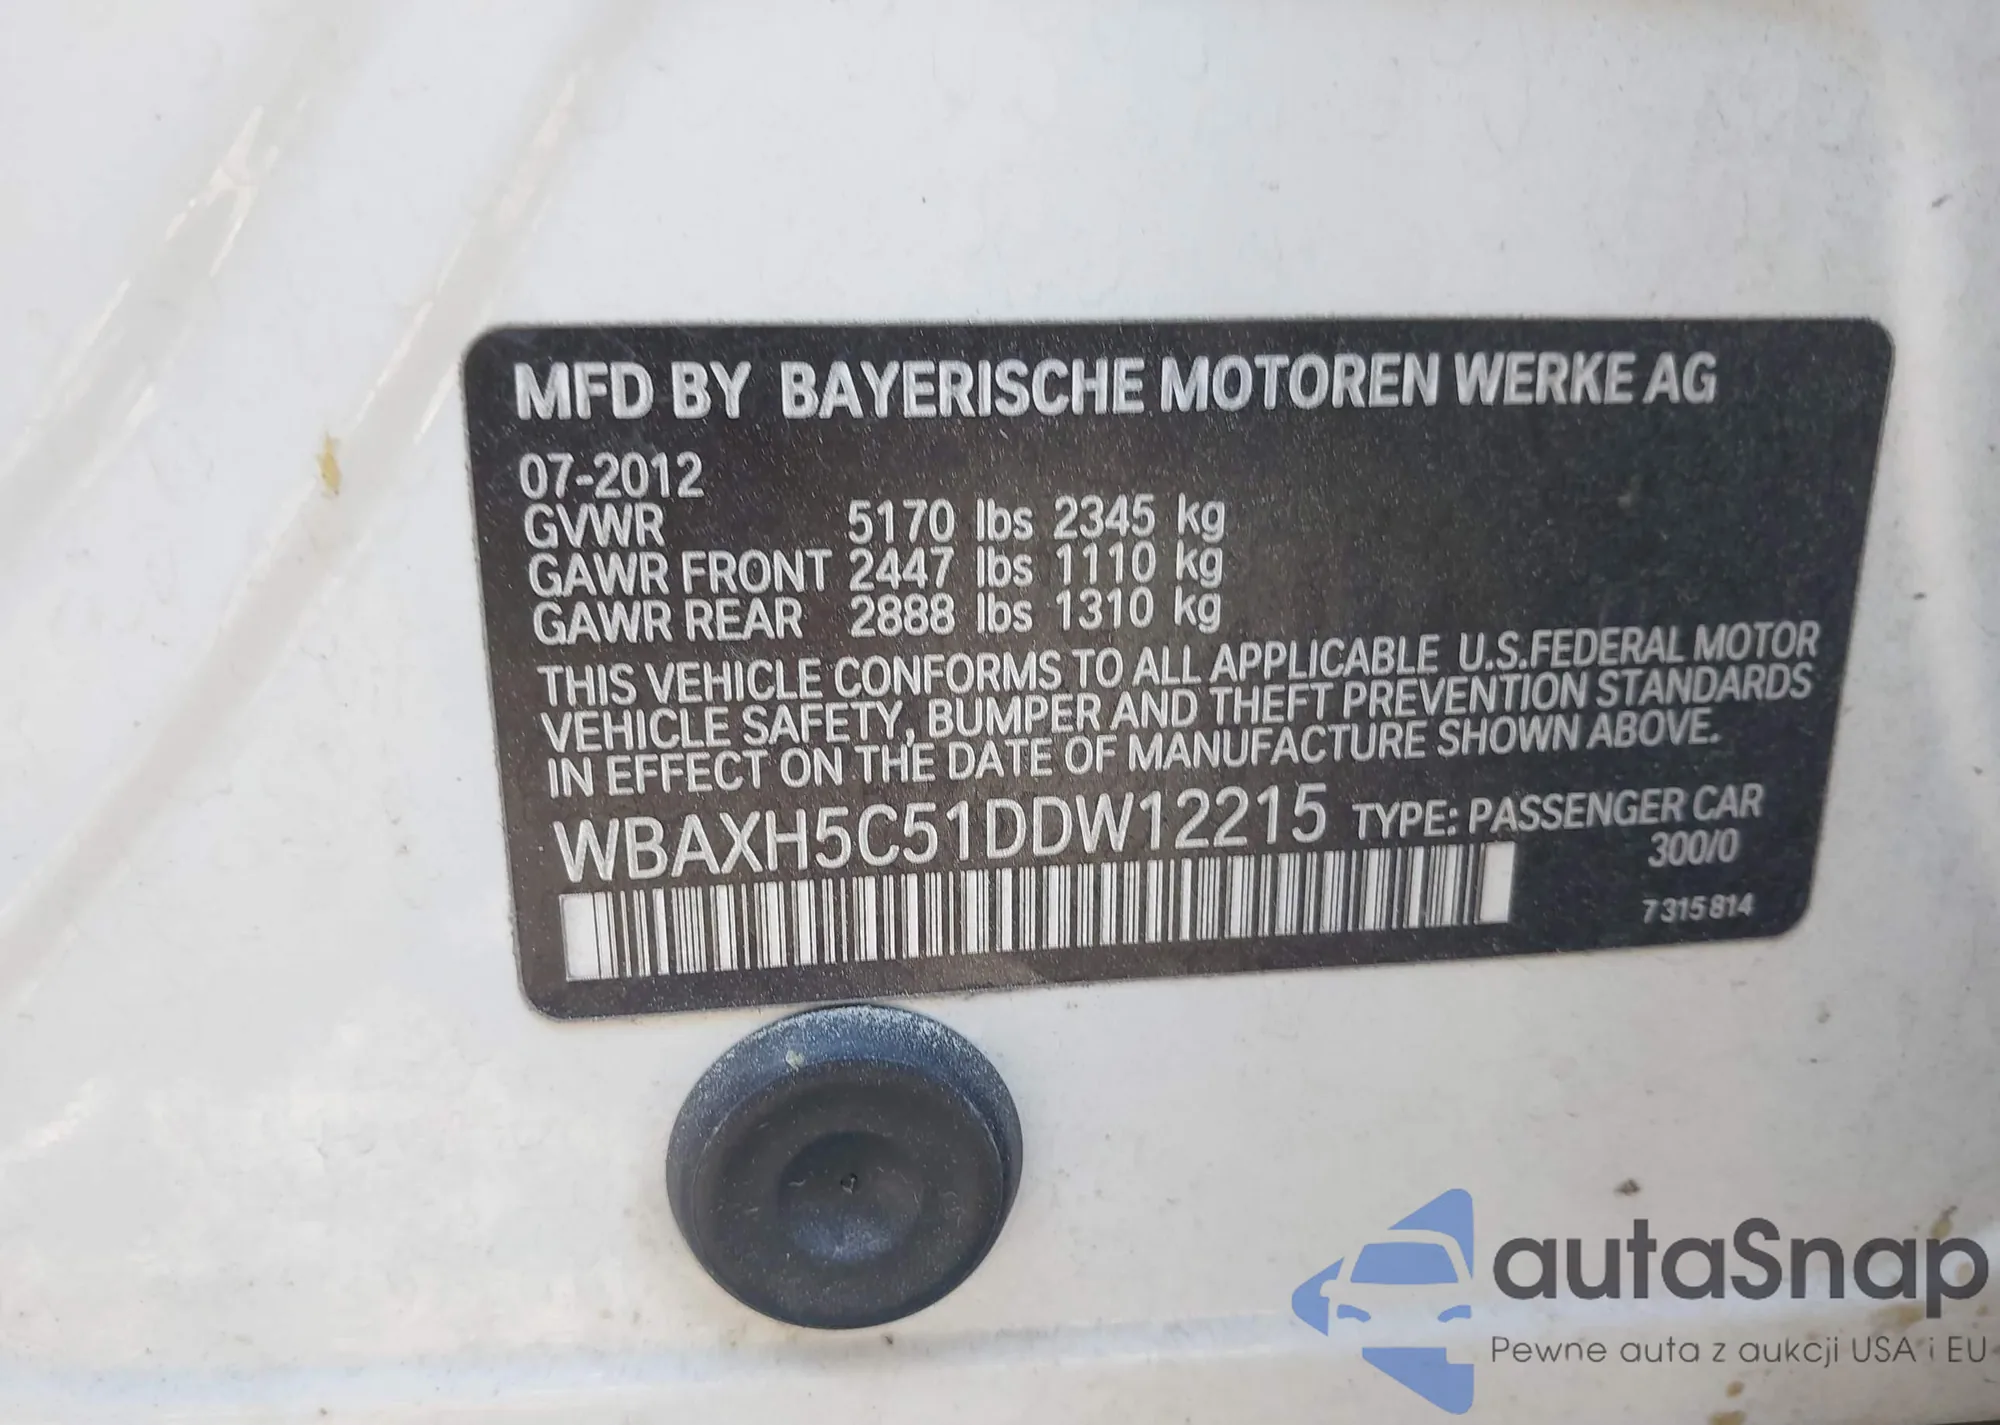 MFD BY BAYERISCHE MOTOREN WERKE AG
07-2012
GVWR 5170 lbs 2345 kg
GAWR FRONT 2447 lbs 1110 kg
GAWR REAR 2888 lbs 1310 kg
THIS VEHICLE CONFORMS TO ALL APPLICABLE U.S.FEDERAL MOTOR
VEHICLE SAFETY, BUMPER AND THEFT PREVENTION STANDARDS
IN EFFECT ON THE DATE OF MANUFACTURE SHOWN ABOVE.
WBAXH5C51DDW12215 TYPE: PASSENGER CAR
300/0
7315814
autaSnap
Pewne auta z aukcji USA i EU